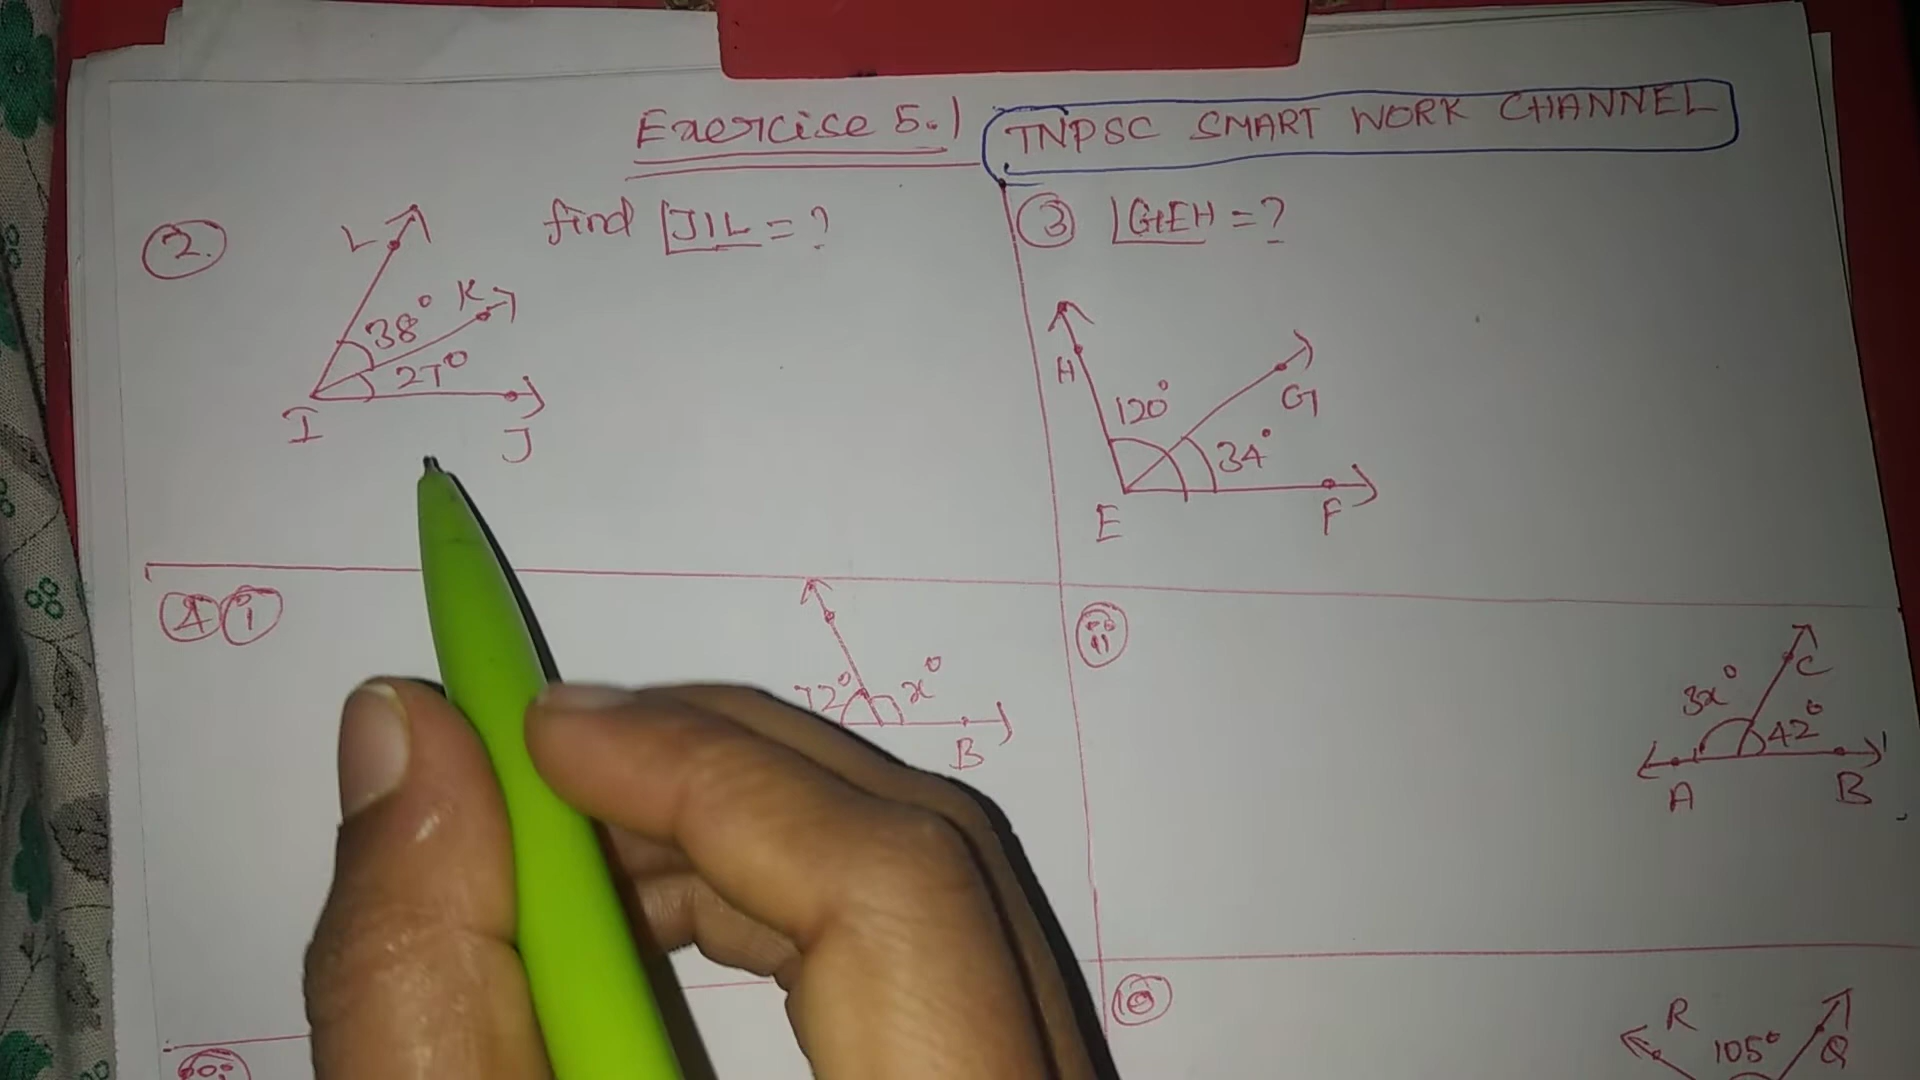 Exercise 5.1
TNPSC SMART WORK CHANNEL
2.
find ∠JIL = ?
L
38°
K
27°
I
J
3
∠GEH = ?
H
120°
G
34°
E
F
4 i
72°
x°
B
ii
3x°
C
42°
A
B
R
105°
Q